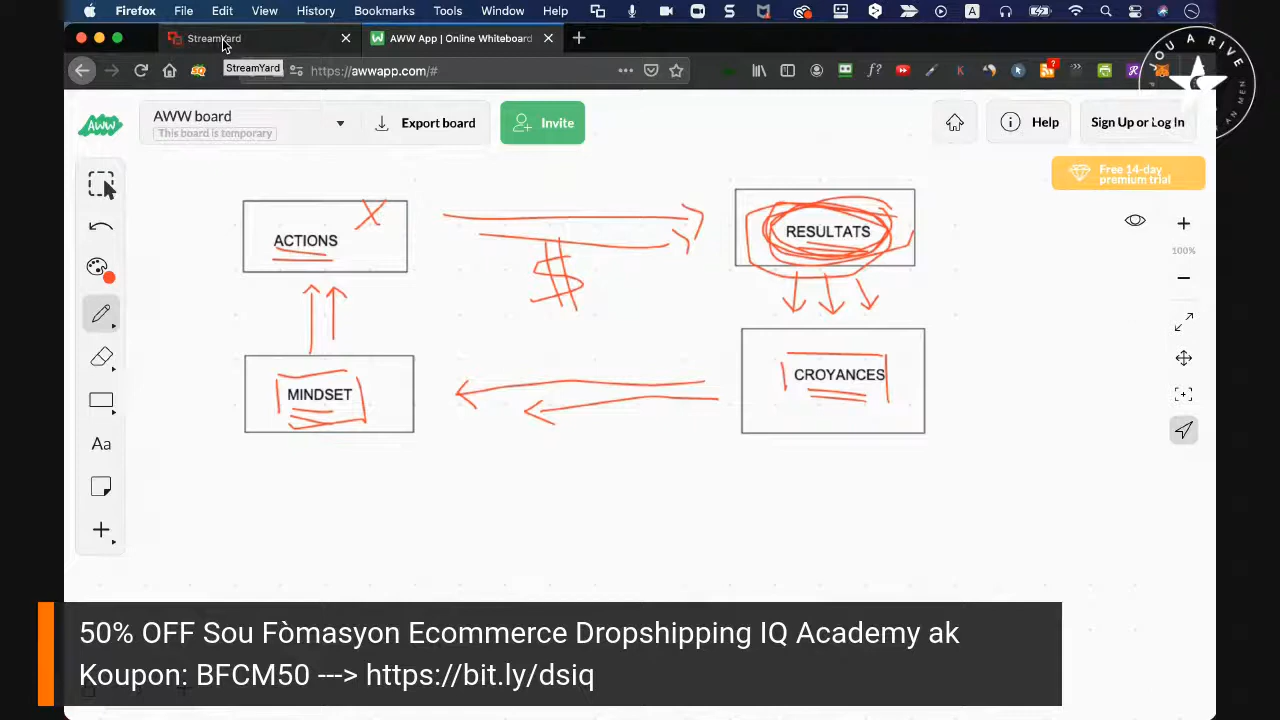 Firefox File Edit View History Bookmarks Tools Window Help
StreamYard
AWW App | Online Whiteboard
StreamYard
https://awwapp.com/#
YOU A RIVE
AWW
AWW board
This board is temporary
Export board
Invite
Help
Sign Up or Log In
Free 14-day
premium trial
ACTIONS
X
$
RESULTATS
100%
MINDSET
CROYANCES
Aa
50% OFF Sou Fòmasyon Ecommerce Dropshipping IQ Academy ak
Koupon: BFCM50 ---> https://bit.ly/dsiq